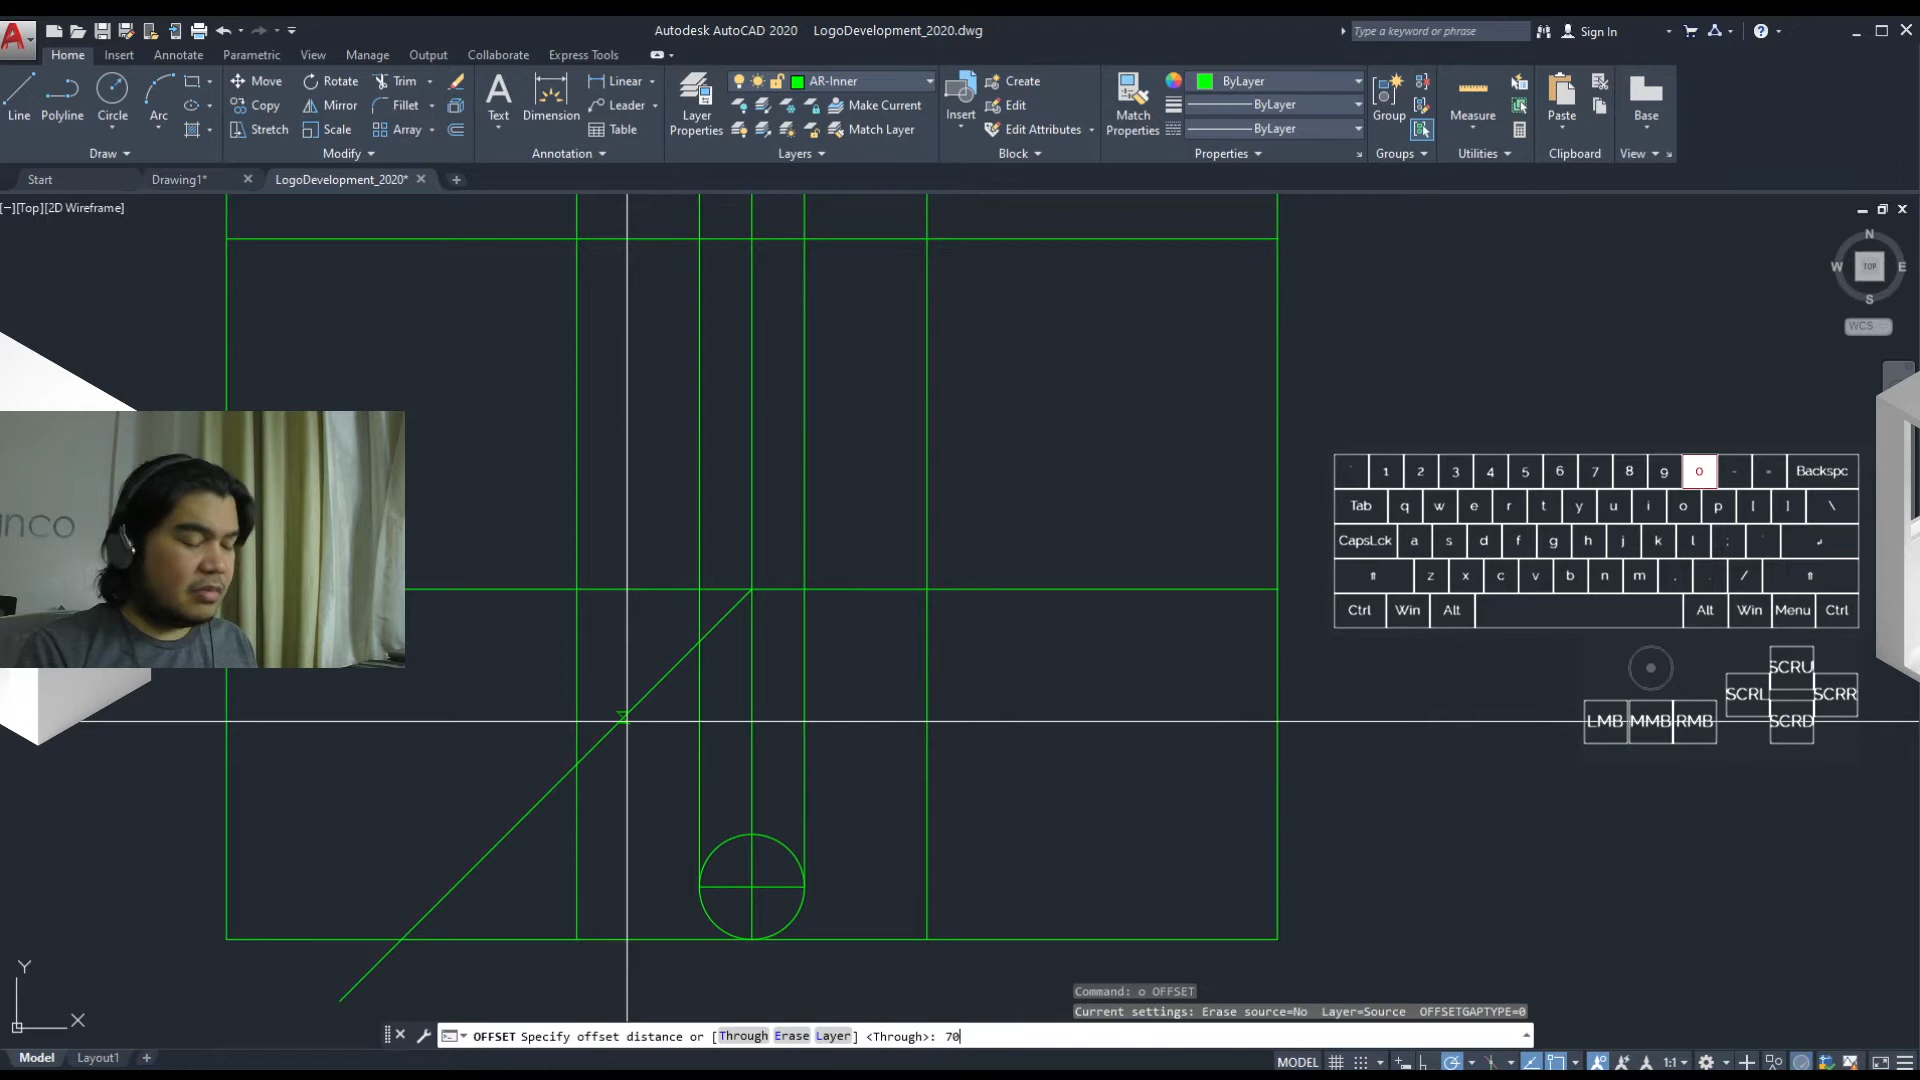 Autodesk AutoCAD 2020 LogoDevelopment_2020.dwg
Type a keyword or phrase
Sign In
Home Insert Annotate Parametric View Manage Output Collaborate Express Tools
Line Polyline Circle Arc
Move Rotate Trim
Copy Mirror Fillet
Stretch Scale Array
Text Dimension
Linear
Leader
Table
Layer Properties
AR-Inner
Make Current
Match Layer
Insert
Create
Edit
Edit Attributes
Match Properties
ByLayer
ByLayer
ByLayer
Group
Measure
Paste
Base
Draw Modify Annotation Layers Block Properties Groups Utilities Clipboard View
Start Drawing1* LogoDevelopment_2020*
[−][Top][2D Wireframe]
N
W TOP E
S
WCS
nco
` 1 2 3 4 5 6 7 8 9 0 - = Backspc
Tab q w e r t y u i o p [ ] \
CapsLck a s d f g h j k l ; '
z x c v b n m , . /
Ctrl Win Alt Alt Win Menu Ctrl
SCRU
SCRL SCRR
LMB MMB RMB SCRD
Y
X
Command: o OFFSET
Current settings: Erase source=No Layer=Source OFFSETGAPTYPE=0
OFFSET Specify offset distance or [Through Erase Layer] <Through>: 70
Model Layout1
MODEL 1:1